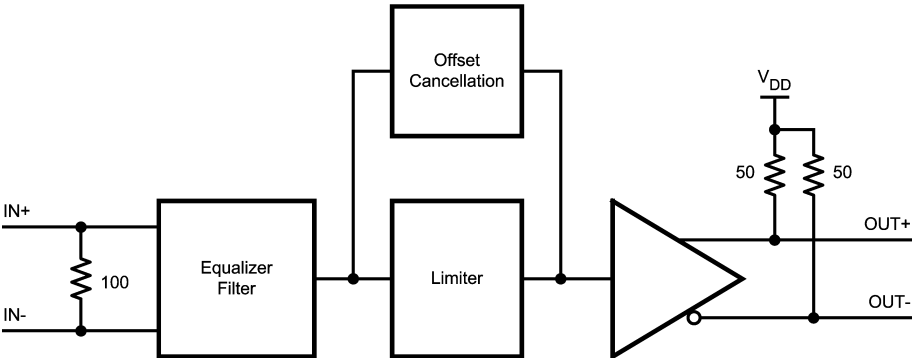 Offset
Cancellation
VDD
50
50
IN+
OUT+
100
Equalizer
Filter
Limiter
IN-
OUT-